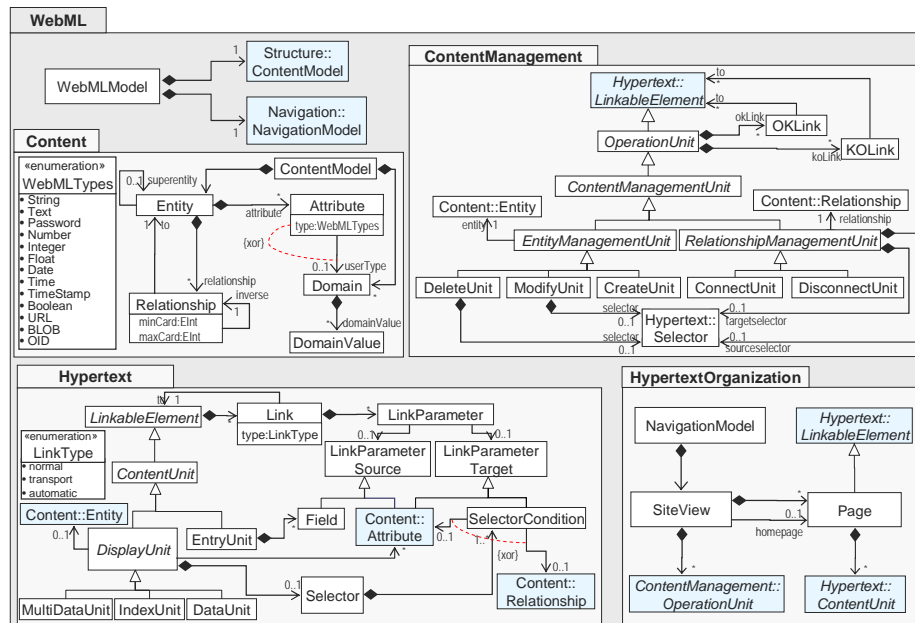 WebML
WebMLModel
1
Structure::
ContentModel
Navigation::
NavigationModel
1
Content
«enumeration»
WebMLTypes
• String
• Text
• Password
• Number
• Integer
• Float
• Date
• Time
• TimeStamp
• Boolean
• URL
• BLOB
• OID
ContentModel
0..1
superentity
*
Entity
*
attribute
Attribute
type:WebMLTypes
{xor}
1
to
0..1
userType
Domain
*
*
relationship
inverse
Relationship
1
minCard:EInt
maxCard:EInt
*
domainValue
DomainValue
ContentManagement
Hypertext::
LinkableElement
to
*
to
*
okLink
*
OKLink
OperationUnit
*
koLink
KOLink
ContentManagementUnit
Content::Entity
entity
1
Content::Relationship
1
relationship
EntityManagementUnit
RelationshipManagementUnit
DeleteUnit
ModifyUnit
CreateUnit
ConnectUnit
DisconnectUnit
selector
0..1
Hypertext::
Selector
0..1
targetselector
selector
0..1
0..1
sourceselector
Hypertext
to
1
LinkableElement
*
Link
type:LinkType
*
LinkParameter
«enumeration»
LinkType
• normal
• transport
• automatic
0..1
0..1
LinkParameter
Source
LinkParameter
Target
ContentUnit
Content::Entity
0..1
EntryUnit
*
Field
Content::
Attribute
0..1
SelectorCondition
DisplayUnit
*
1..*
{xor}
0..1
0..1
Selector
Content::
Relationship
MultiDataUnit
IndexUnit
DataUnit
HypertextOrganization
NavigationModel
Hypertext::
LinkableElement
SiteView
*
0..1
homepage
Page
*
*
ContentManagement::
OperationUnit
Hypertext::
ContentUnit